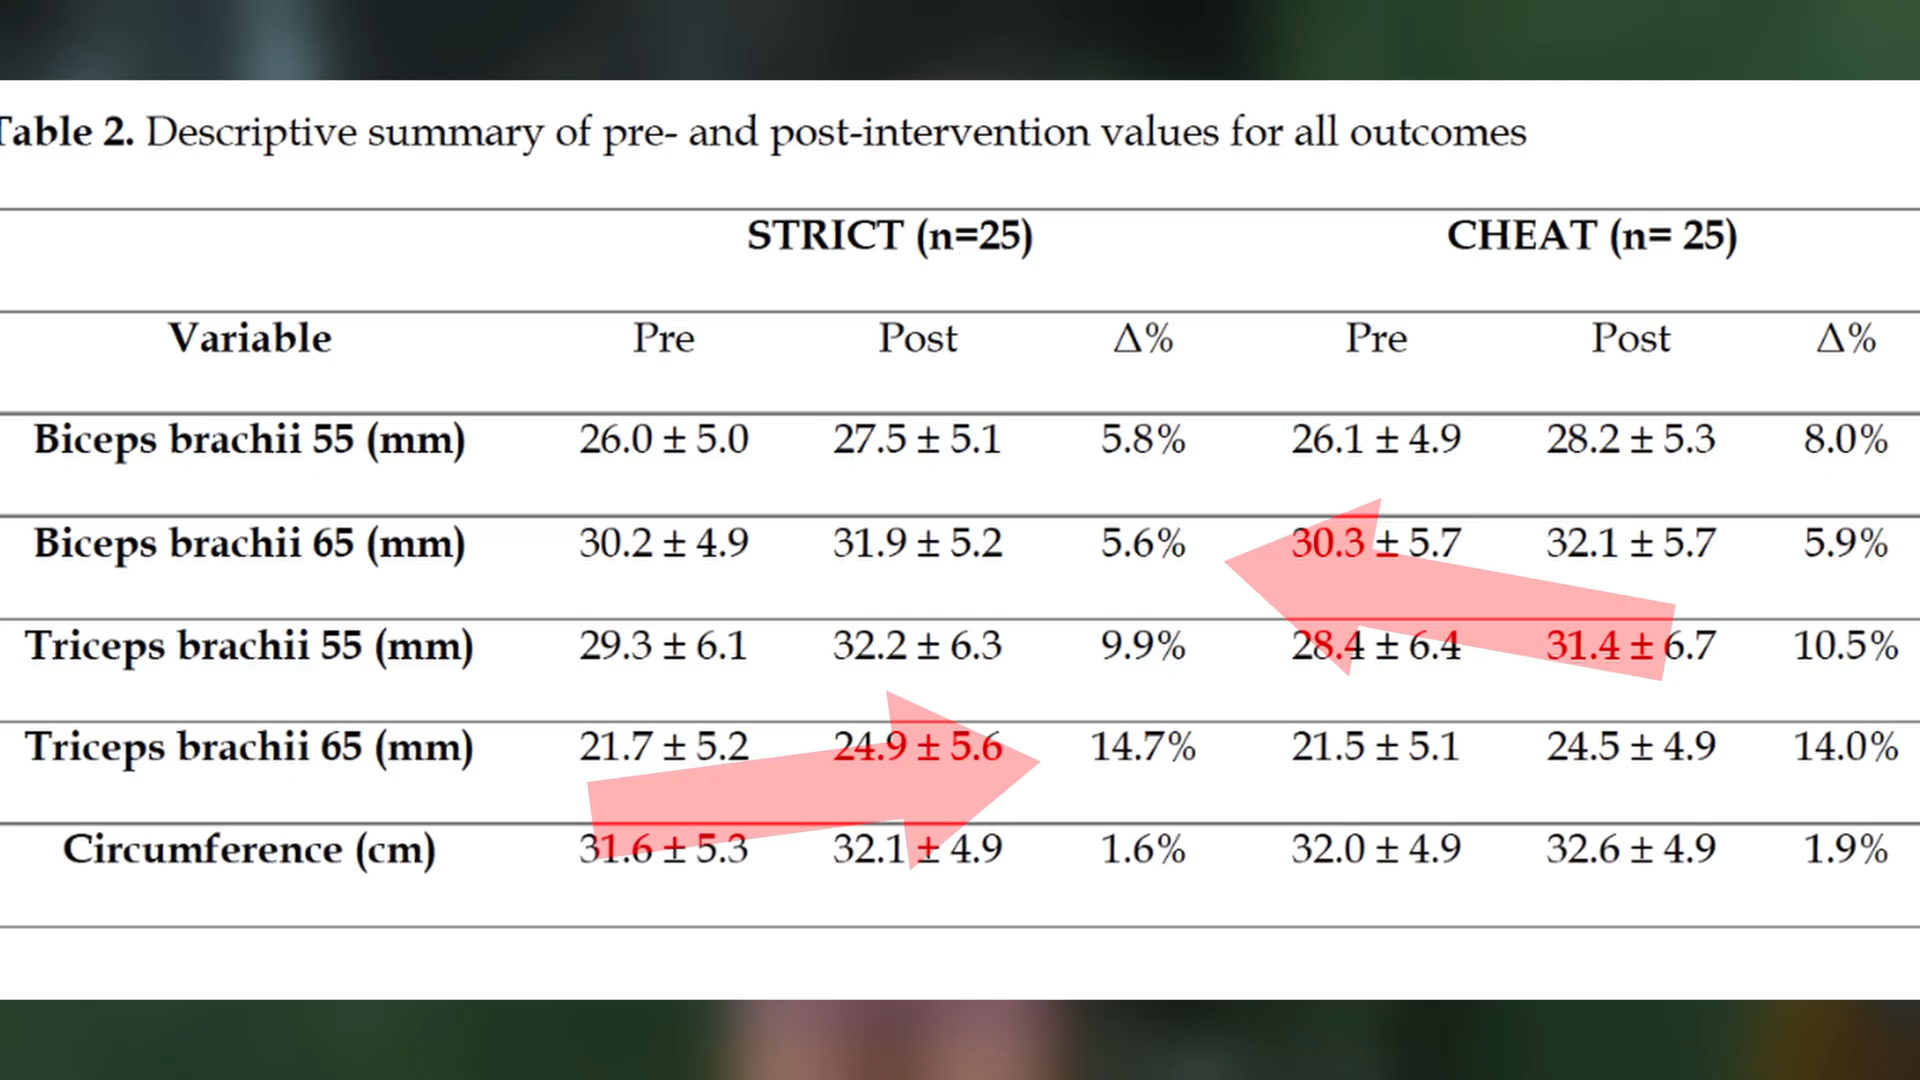 Table 2. Descriptive summary of pre- and post-intervention values for all outcomes
STRICT (n=25) CHEAT (n= 25)
Variable Pre Post Δ% Pre Post Δ%
Biceps brachii 55 (mm) 26.0 ± 5.0 27.5 ± 5.1 5.8% 26.1 ± 4.9 28.2 ± 5.3 8.0%
Biceps brachii 65 (mm) 30.2 ± 4.9 31.9 ± 5.2 5.6% 30.3 ± 5.7 32.1 ± 5.7 5.9%
Triceps brachii 55 (mm) 29.3 ± 6.1 32.2 ± 6.3 9.9% 28.4 ± 6.4 31.4 ± 6.7 10.5%
Triceps brachii 65 (mm) 21.7 ± 5.2 24.9 ± 5.6 14.7% 21.5 ± 5.1 24.5 ± 4.9 14.0%
Circumference (cm) 31.6 ± 5.3 32.1 ± 4.9 1.6% 32.0 ± 4.9 32.6 ± 4.9 1.9%